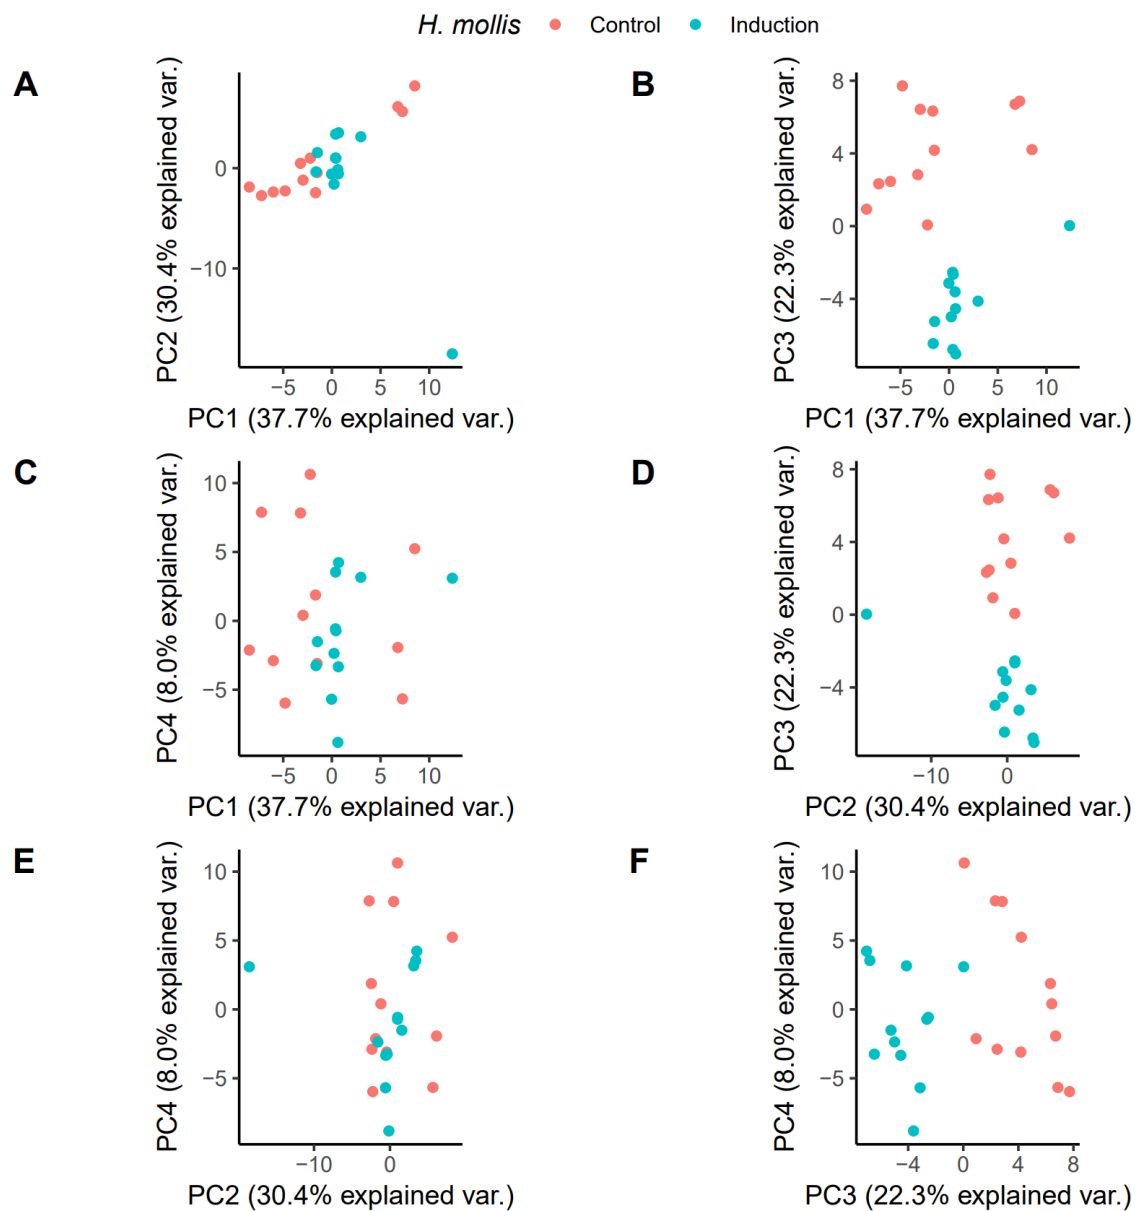 H. mollis Control Induction
A
PC2 (30.4% explained var.)
0
−10
−5 0 5 10
PC1 (37.7% explained var.)
B
PC3 (22.3% explained var.)
8
4
0
−4
−5 0 5 10
PC1 (37.7% explained var.)
C
PC4 (8.0% explained var.)
10
5
0
−5
−5 0 5 10
PC1 (37.7% explained var.)
D
PC3 (22.3% explained var.)
8
4
0
−4
−10 0
PC2 (30.4% explained var.)
E
PC4 (8.0% explained var.)
10
5
0
−5
−10 0
PC2 (30.4% explained var.)
F
PC4 (8.0% explained var.)
10
5
0
−5
−4 0 4 8
PC3 (22.3% explained var.)